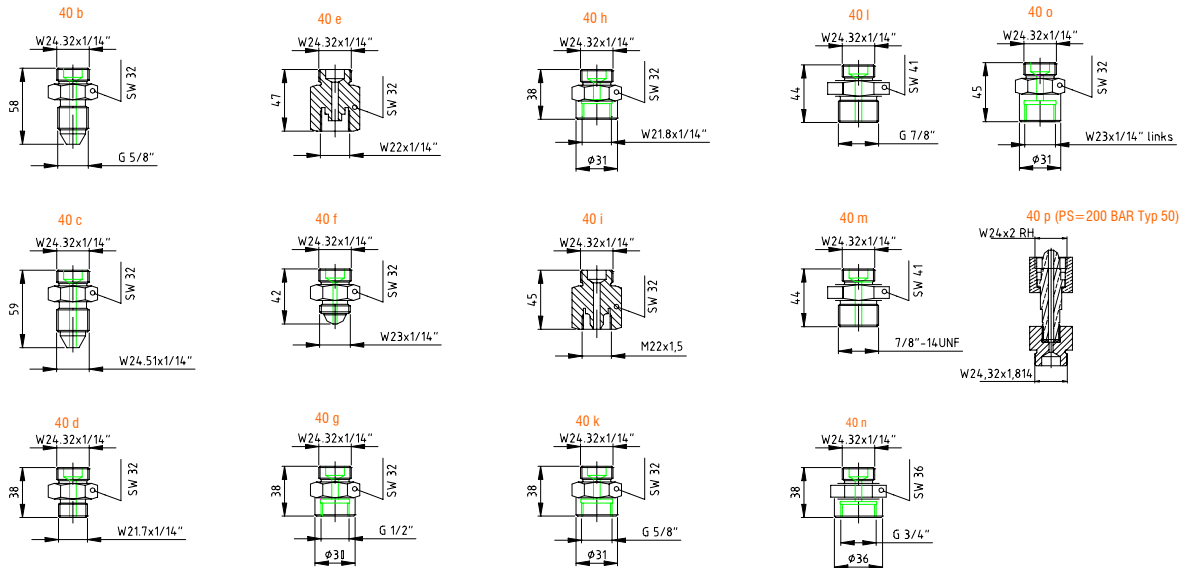 40 b
W24.32x1/14"
SW 32
58
G 5/8"
40 e
W24.32x1/14"
SW 32
47
W22x1/14"
40 h
W24.32x1/14"
SW 32
38
W21.8x1/14"
ϕ31
40 l
W24.32x1/14"
SW 41
44
G 7/8"
40 o
W24.32x1/14"
SW 32
45
W23x1/14" links
ϕ31
40 c
W24.32x1/14"
SW 32
59
W24.51x1/14"
40 f
W24.32x1/14"
SW 32
42
W23x1/14"
40 i
W24.32x1/14"
SW 32
45
M22x1,5
40 m
W24.32x1/14"
SW 41
44
7/8"-14UNF
40 p (PS=200 BAR Typ 50)
W24x2 RH
W24,32x1,814
40 d
W24.32x1/14"
SW 32
38
W21.7x1/14"
40 g
W24.32x1/14"
SW 32
38
G 1/2"
ϕ30
40 k
W24.32x1/14"
SW 32
38
G 5/8"
ϕ31
40 n
W24.32x1/14"
SW 36
38
G 3/4"
ϕ36